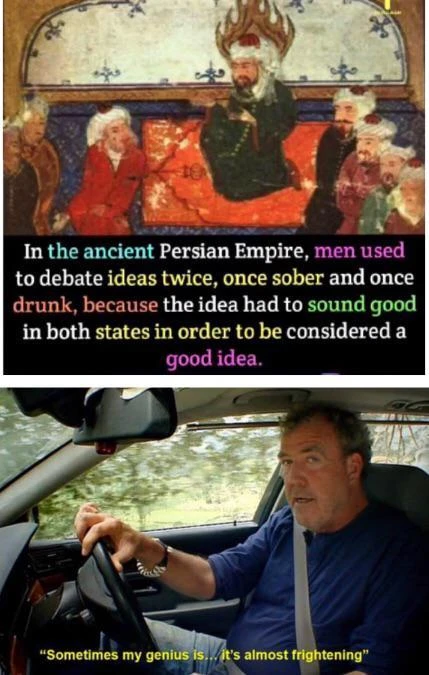 In the ancient Persian Empire, men used
to debate ideas twice, once sober and once
drunk, because the idea had to sound good
in both states in order to be considered a
good idea.
“Sometimes my genius is... it's almost frightening”